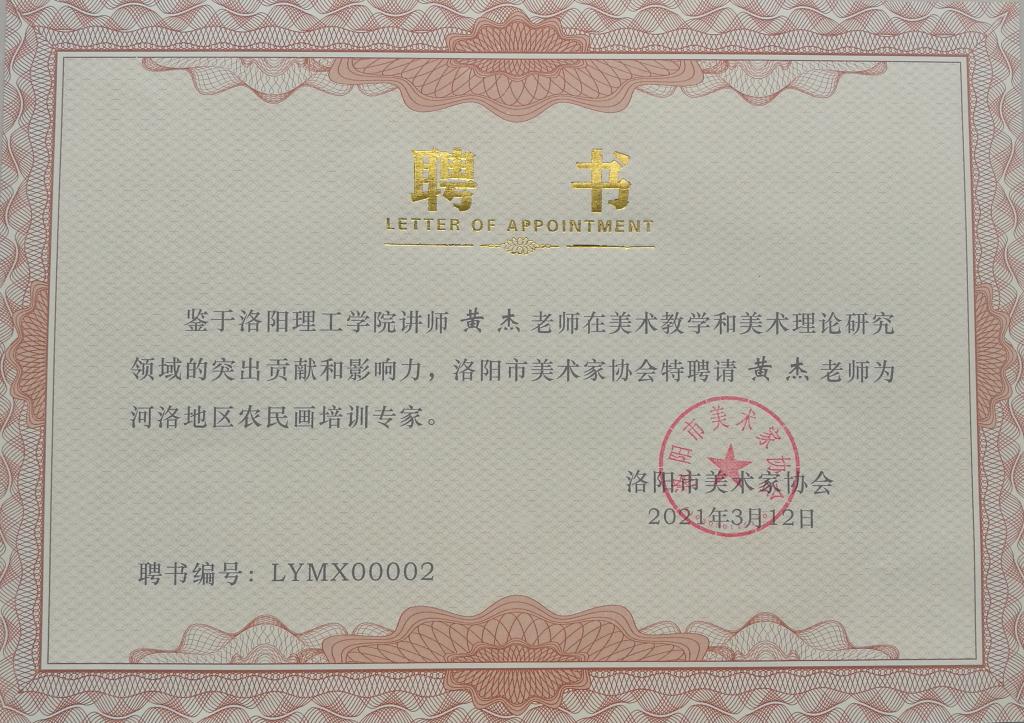 聘 书
LETTER OF APPOINTMENT
鉴于洛阳理工学院讲师 黄杰 老师在美术教学和美术理论研究
领域的突出贡献和影响力，洛阳市美术家协会特聘请 黄杰 老师为
河洛地区农民画培训专家。
洛阳市美术家协会
洛阳市美术家协会
2021年3月12日
聘书编号：LYMX00002